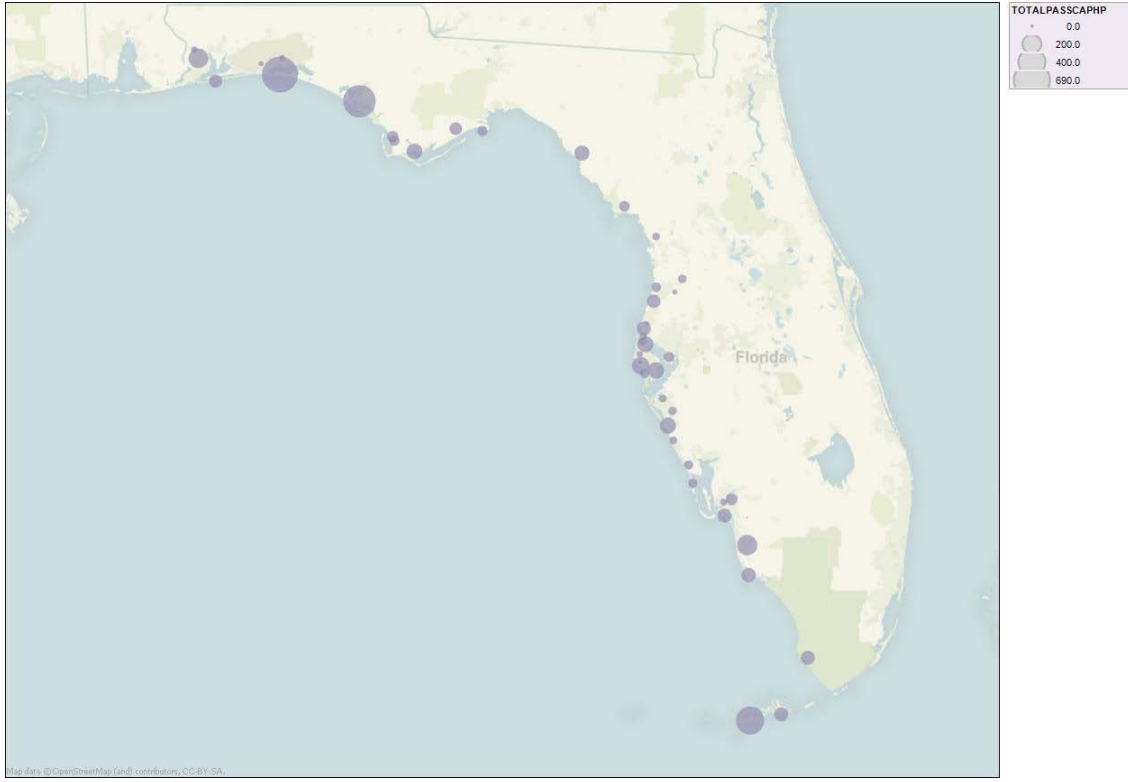 TOTALPASSCAPHP
0.0
200.0
400.0
690.0
Florida
Map data ©OpenStreetMap (and) contributors, CC-BY-SA.